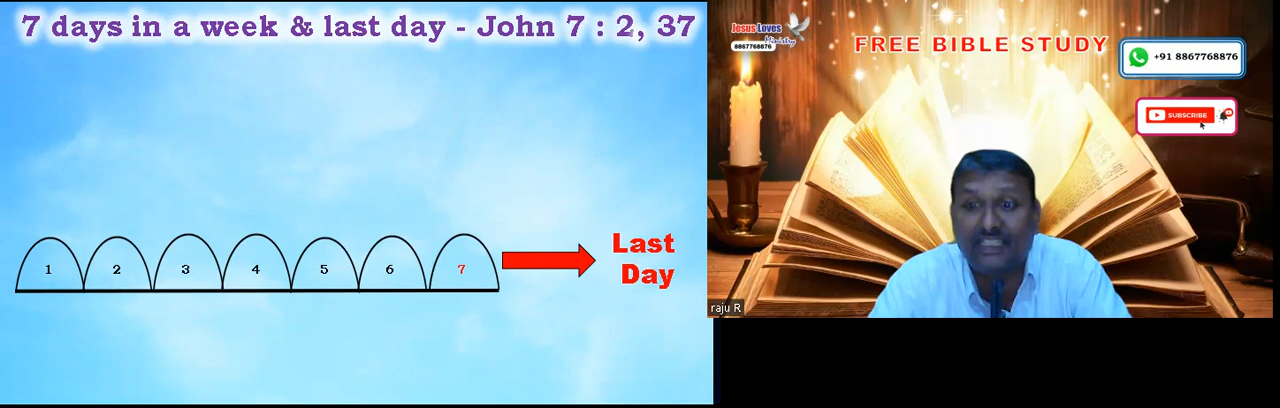 7 days in a week & last day - John 7 : 2, 37
1 2 3 4 5 6 7
Last
Day
Jesus Loves
Ministry
8867768876
FREE BIBLE STUDY
+91 8867768876
SUBSCRIBE
raju R